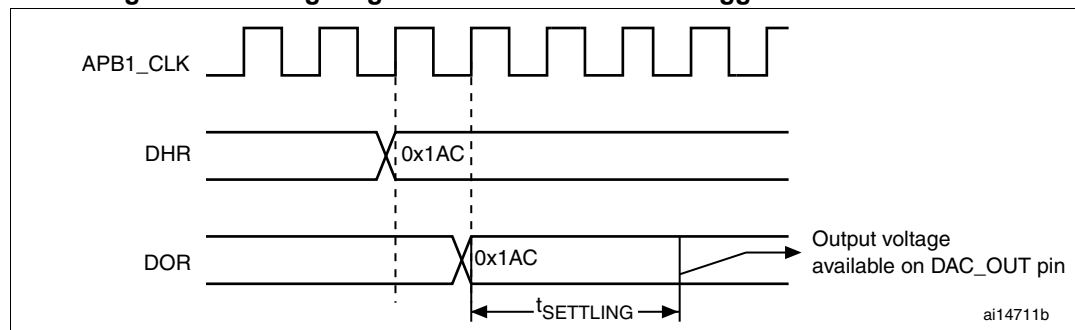 APB1_CLK
DHR
0x1AC
DOR
0x1AC
Output voltage
available on DAC_OUT pin
tSETTLING
ai14711b